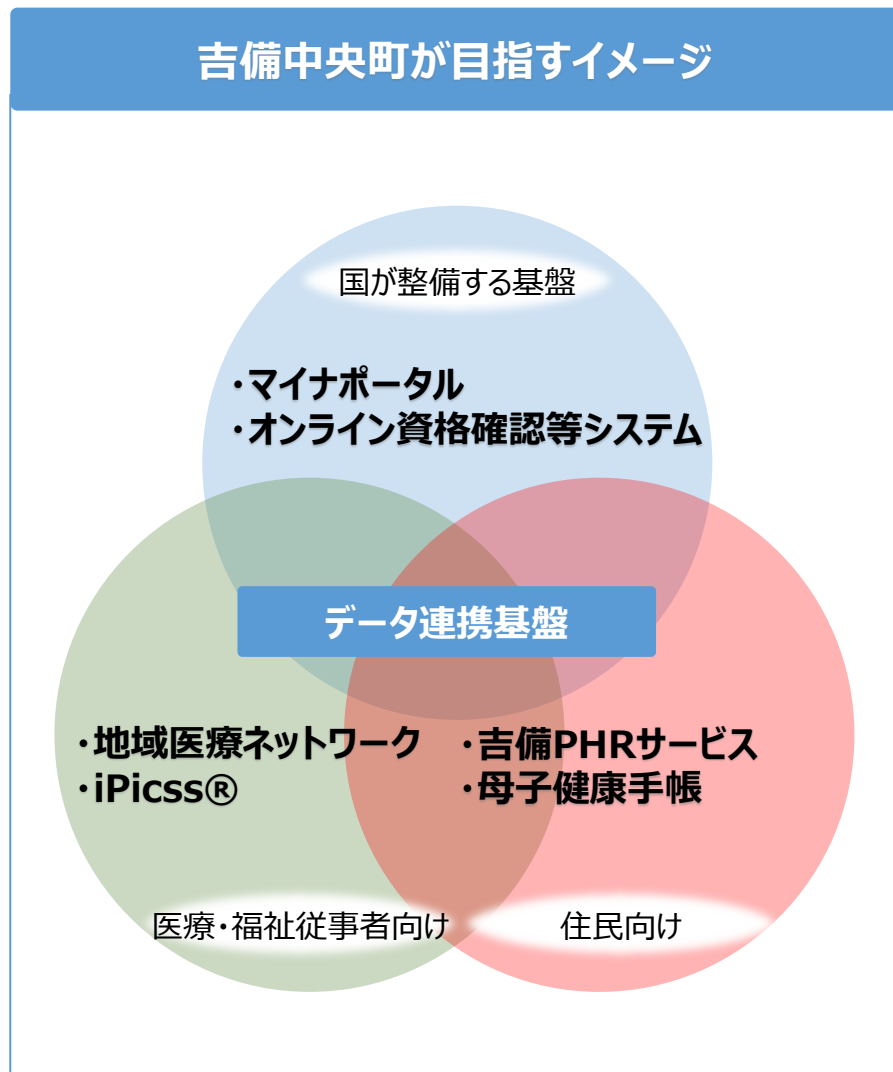 吉備中央町が目指すイメージ
国が整備する基盤
・マイナポータル
・オンライン資格確認等システム
データ連携基盤
・地域医療ネットワーク
・iPicss®
・吉備PHRサービス
・母子健康手帳
医療・福祉従事者向け
住民向け